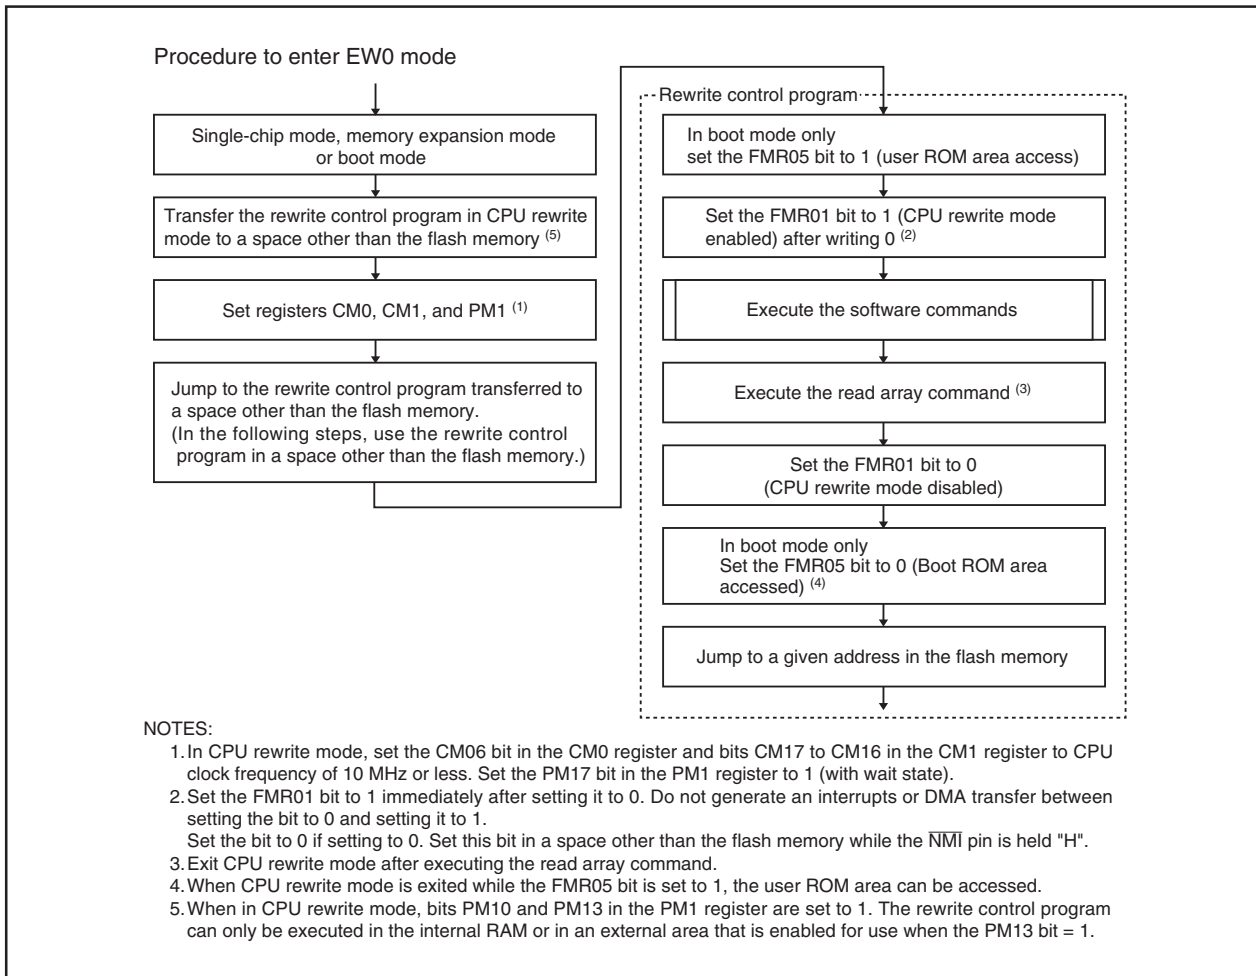 Procedure to enter EW0 mode
Single-chip mode, memory expansion mode
or boot mode
Transfer the rewrite control program in CPU rewrite
mode to a space other than the flash memory (5)
Set registers CM0, CM1, and PM1 (1)
Jump to the rewrite control program transferred to
a space other than the flash memory.
(In the following steps, use the rewrite control
program in a space other than the flash memory.)
Rewrite control program
In boot mode only
set the FMR05 bit to 1 (user ROM area access)
Set the FMR01 bit to 1 (CPU rewrite mode
enabled) after writing 0 (2)
Execute the software commands
Execute the read array command (3)
Set the FMR01 bit to 0
(CPU rewrite mode disabled)
In boot mode only
Set the FMR05 bit to 0 (Boot ROM area
accessed) (4)
Jump to a given address in the flash memory
NOTES:
1. In CPU rewrite mode, set the CM06 bit in the CM0 register and bits CM17 to CM16 in the CM1 register to CPU
clock frequency of 10 MHz or less. Set the PM17 bit in the PM1 register to 1 (with wait state).
2. Set the FMR01 bit to 1 immediately after setting it to 0. Do not generate an interrupts or DMA transfer between
setting the bit to 0 and setting it to 1.
Set the bit to 0 if setting to 0. Set this bit in a space other than the flash memory while the NMI pin is held "H".
3. Exit CPU rewrite mode after executing the read array command.
4. When CPU rewrite mode is exited while the FMR05 bit is set to 1, the user ROM area can be accessed.
5. When in CPU rewrite mode, bits PM10 and PM13 in the PM1 register are set to 1. The rewrite control program
can only be executed in the internal RAM or in an external area that is enabled for use when the PM13 bit = 1.